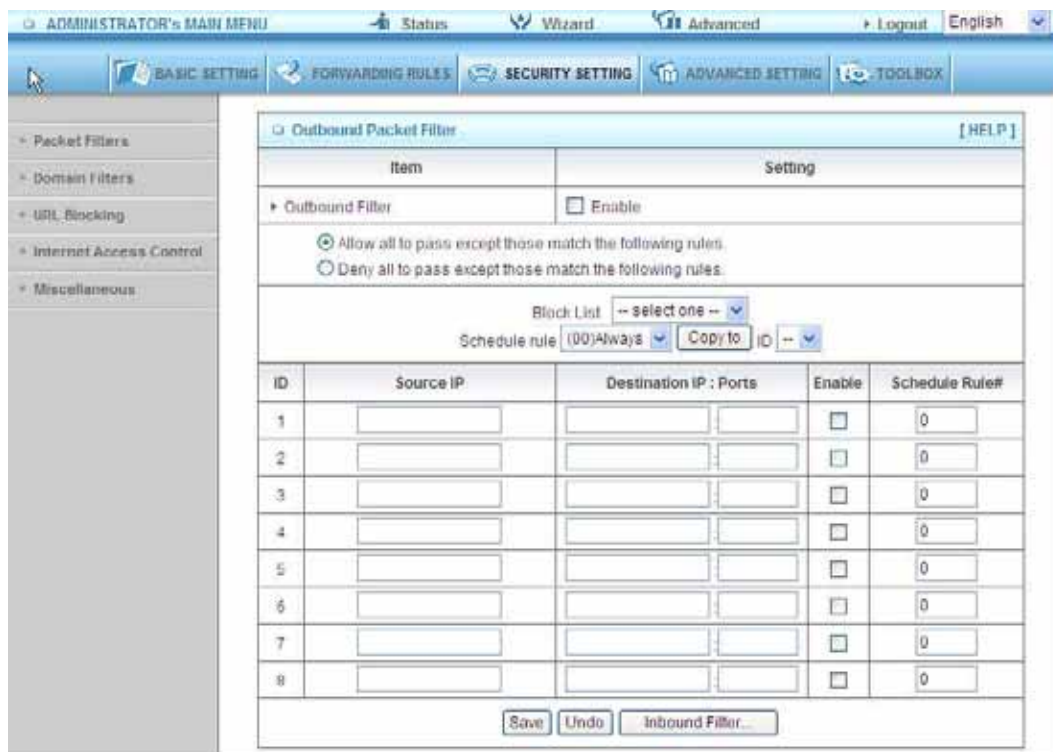 ADMINISTRATOR's MAIN MENU Status Wizard Advanced Logout English
BASIC SETTING FORWARDING RULES SECURITY SETTING ADVANCED SETTING TOOLBOX
Packet Filters
Domain Filters
URL Blocking
Internet Access Control
Miscellaneous
Outbound Packet Filter [HELP]
Item Setting
Outbound Filter Enable
Allow all to pass except those match the following rules.
Deny all to pass except those match the following rules.
Block List -- select one --
Schedule rule (00)Always Copy to ID --
ID Source IP Destination IP : Ports Enable Schedule Rule#
1 : 0
2 : 0
3 : 0
4 : 0
5 : 0
6 : 0
7 : 0
8 : 0
Save Undo Inbound Filter...